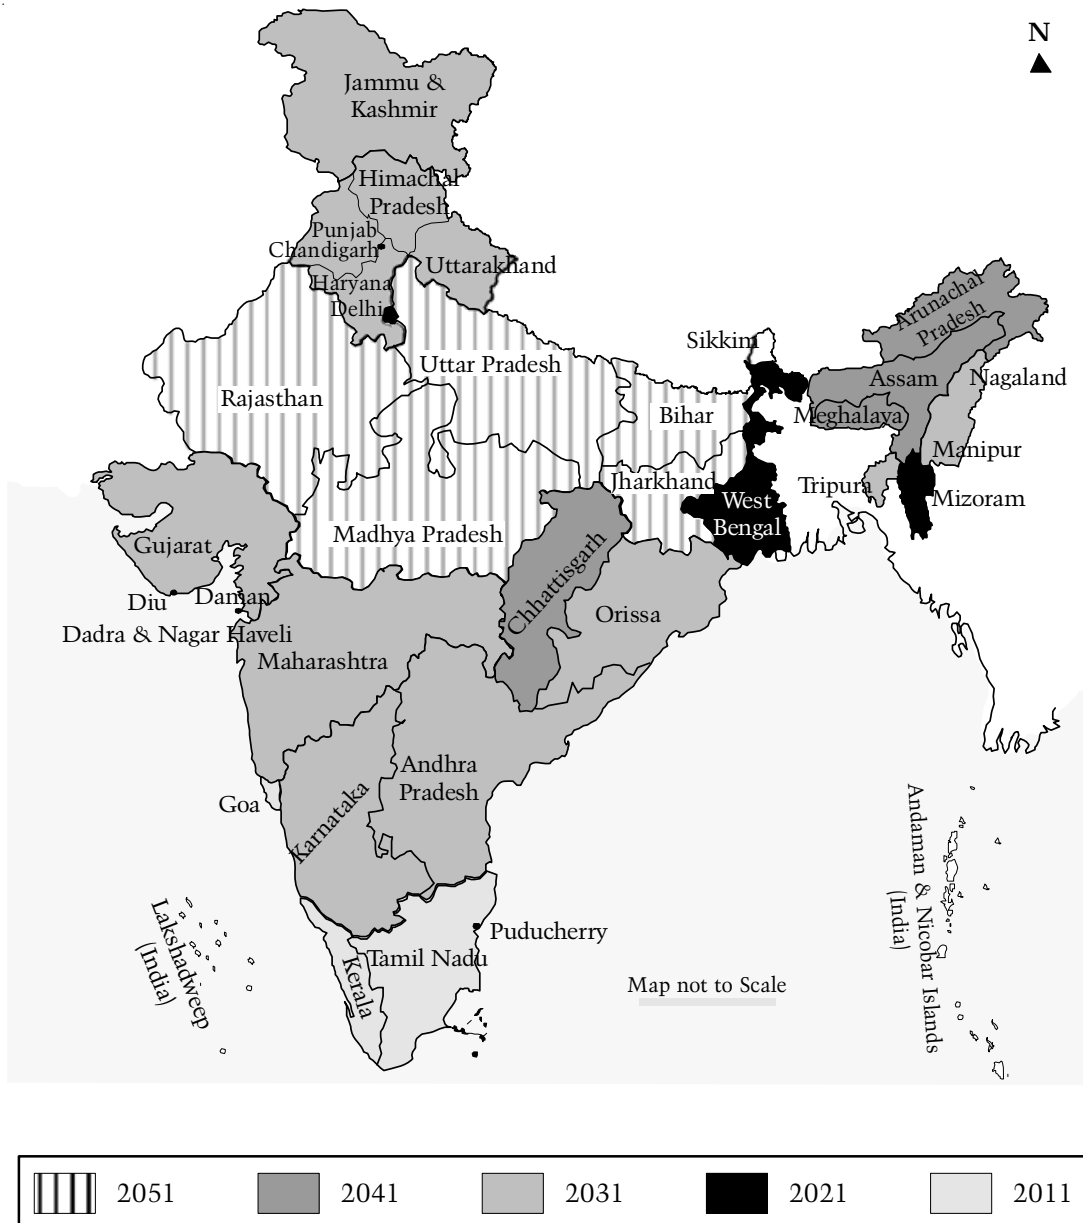 N
Jammu &
Kashmir
Himachal
Pradesh
Punjab
Chandigarh
Uttarakhand
Haryana
Delhi
Arunachal
Pradesh
Sikkim
Uttar Pradesh
Assam
Nagaland
Rajasthan
Bihar
Meghalaya
Manipur
Jharkhand
Tripura
Mizoram
West
Bengal
Madhya Pradesh
Gujarat
Chhattisgarh
Diu
Daman
Orissa
Dadra & Nagar Haveli
Maharashtra
Andhra
Pradesh
Goa
Karnataka
Andaman & Nicobar Islands
(India)
Lakshadweep
(India)
Puducherry
Tamil Nadu
Kerala
Map not to Scale
2051
2041
2031
2021
2011